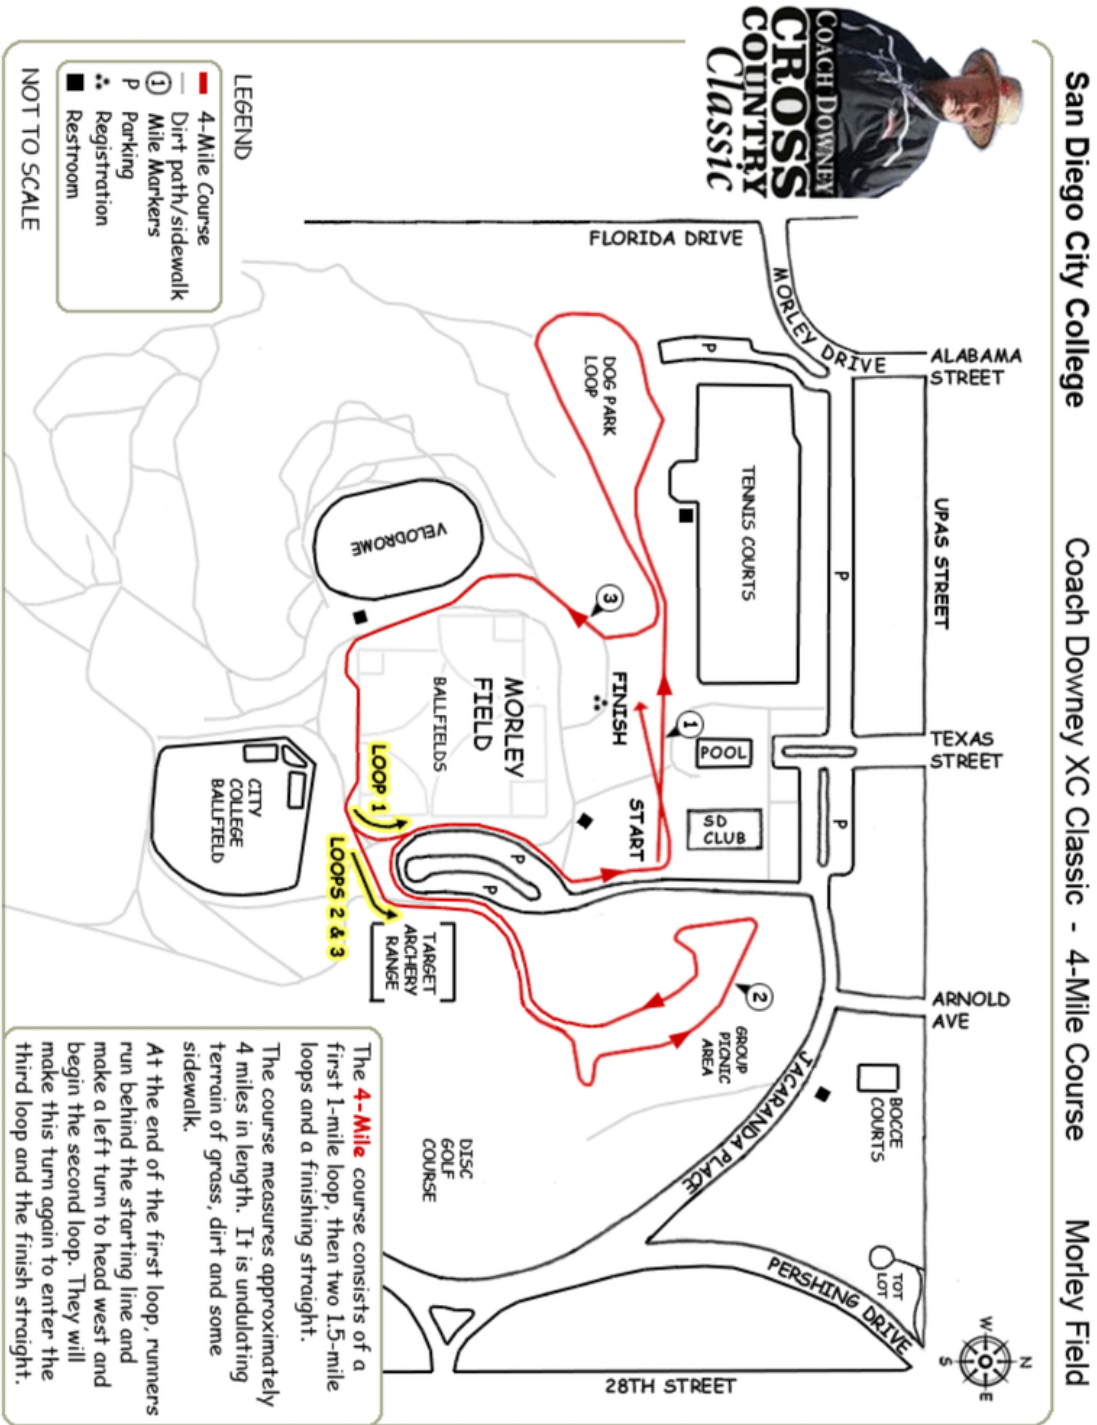 San Diego City College
Coach Downey XC Classic - 4-Mile Course
Morley Field
COACH DOWNEY
CROSS
COUNTRY
Classic
FLORIDA DRIVE
MORLEY DRIVE
ALABAMA
STREET
UPAS STREET
TEXAS
STREET
ARNOLD
AVE
P
TENNIS COURTS
P
P
POOL
SD
CLUB
BOCCE
COURTS
TOT
LOT
PERSHING DRIVE
JACARANDA PLACE
28TH STREET
N
W
E
S
DOG PARK
LOOP
3
1
FINISH
START
2
GROUP
PICNIC
AREA
VELODROME
MORLEY
FIELD
BALLFIELDS
P
P
LOOP 1
LOOPS 2 & 3
TARGET
ARCHERY
RANGE
DISC
GOLF
COURSE
CITY
COLLEGE
BALLFIELD
LEGEND
4-Mile Course
Dirt path/sidewalk
1 Mile Markers
P Parking
Registration
Restroom
NOT TO SCALE
The 4-Mile course consists of a
first 1-mile loop, then two 1.5-mile
loops and a finishing straight.
The course measures approximately
4 miles in length. It is undulating
terrain of grass, dirt and some
sidewalk.
At the end of the first loop, runners
run behind the starting line and
make a left turn to head west and
begin the second loop. They will
make this turn again to enter the
third loop and the finish straight.